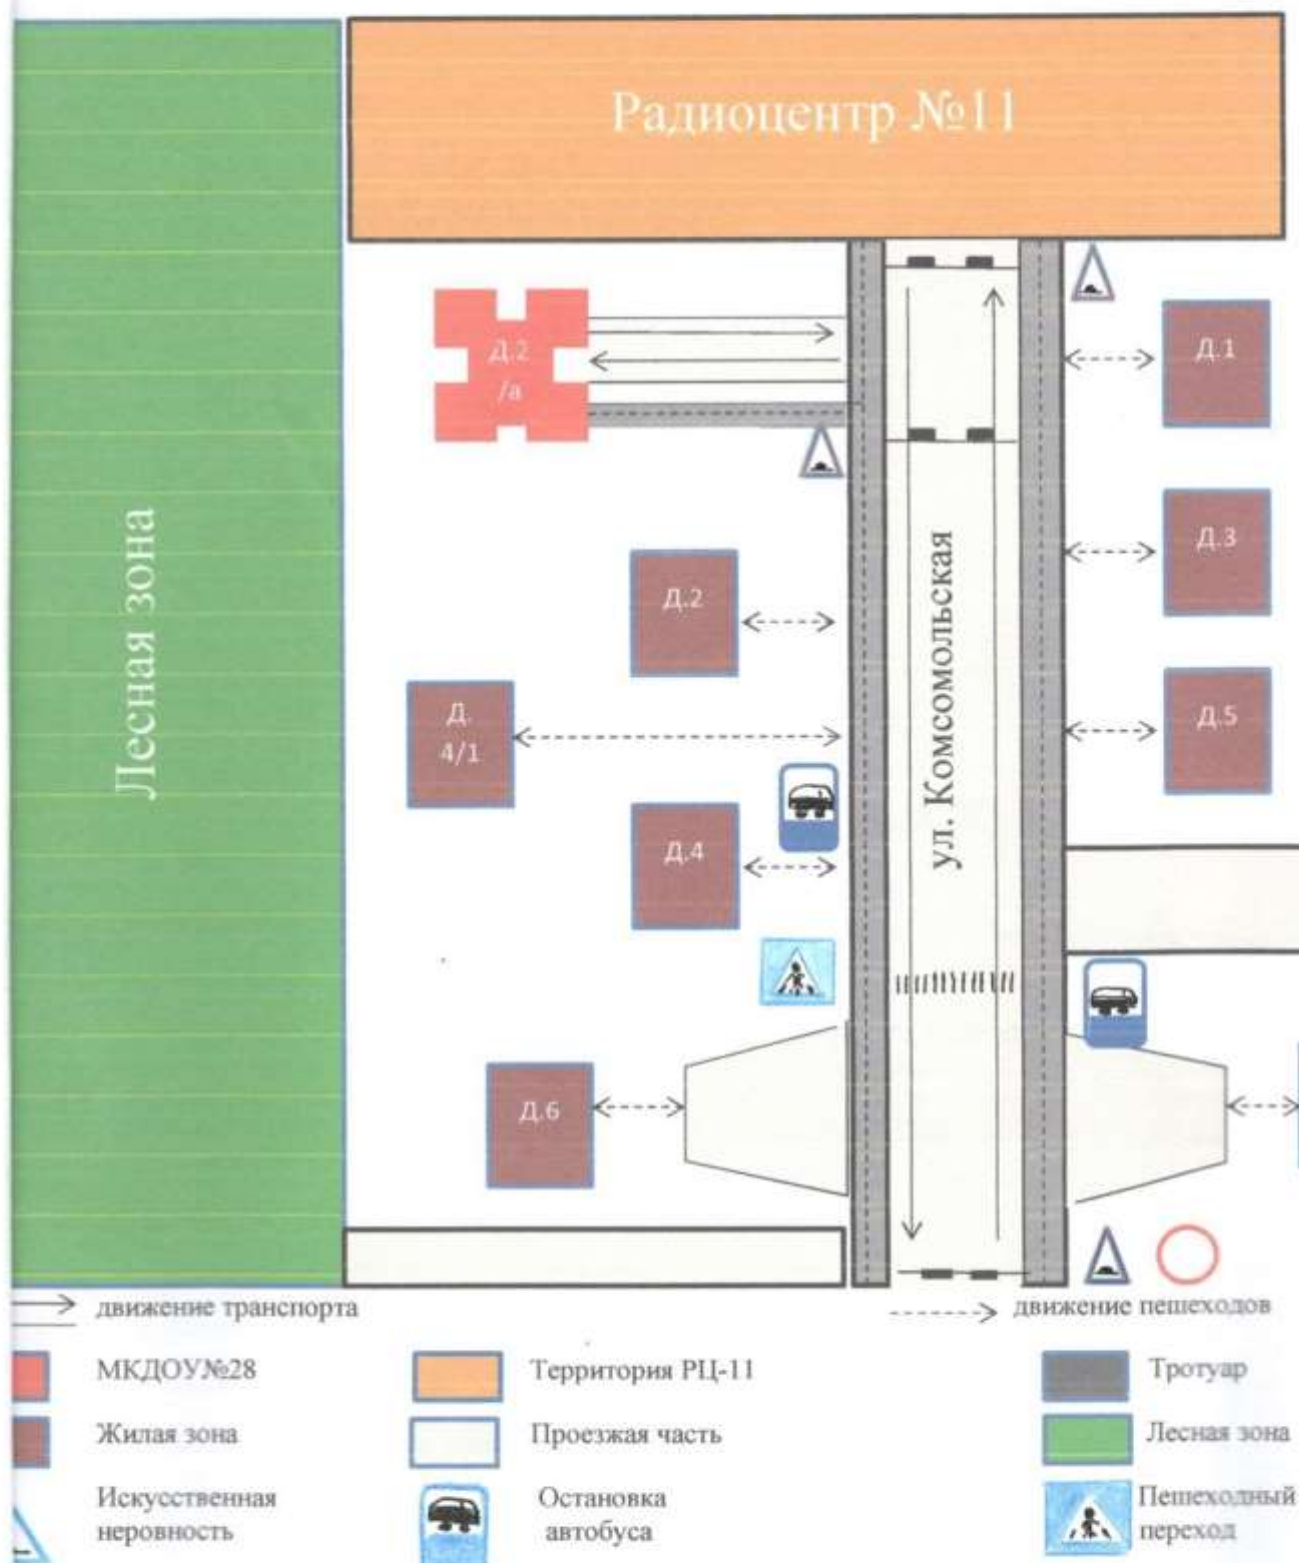 Радиоцентр №11
Лесная зона
Д.2
/а
Д.1
Д.3
Д.2
ул. Комсомольская
Д.
4/1
Д.5
Д.4
Д.6
движение транспорта
движение пешеходов
МКДОУ№28
Территория РЦ-11
Тротуар
Жилая зона
Проезжая часть
Лесная зона
Искусственная
неровность
Остановка
автобуса
Пешеходный
переход